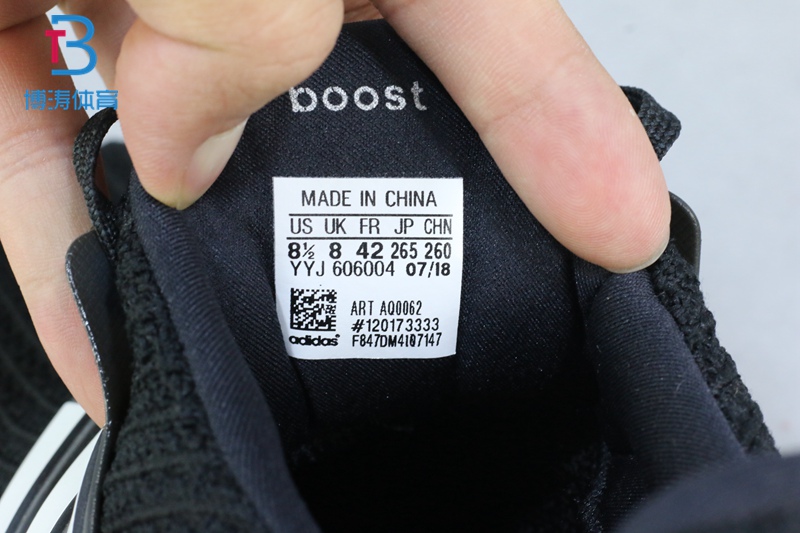 TB
博涛体育
boost
MADE IN CHINA
US UK FR JP CHN
8½ 8 42 265 260
YYJ 606004 07/18
ART AQ0062
#120173333
adidas® F847DM4107147